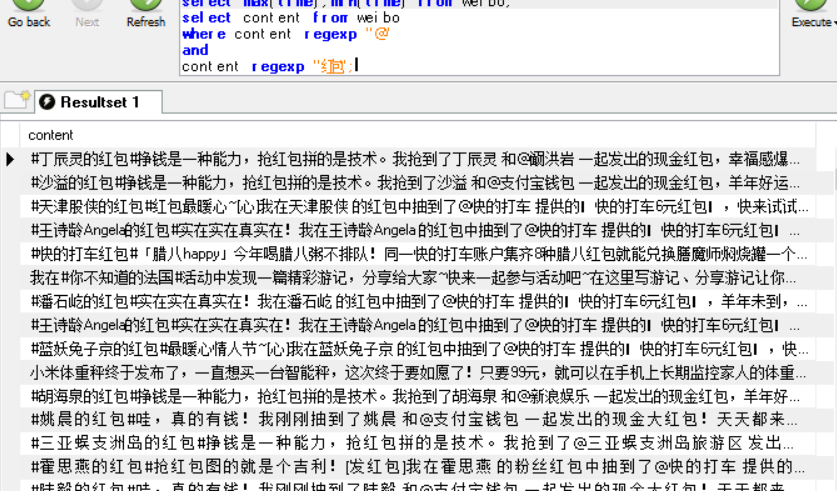 Go back
Next
Refresh
select max(time),min(time) from weibo;
select content from weibo
where content regexp "@"
and
content regexp "红包";
Execute
Resultset 1
content
#丁辰灵的红包#挣钱是一种能力，抢红包拼的是技术。我抢到了丁辰灵 和@嗣洪岩 一起发出的现金红包，幸福感爆...
#沙溢的红包#挣钱是一种能力，抢红包拼的是技术。我抢到了沙溢 和@支付宝钱包 一起发出的现金红包，羊年好运...
#天津股侠的红包#红包最暖心~[心]我在天津股侠 的红包中抽到了@快的打车 提供的 快的打车6元红包 ，快来试试...
#王诗龄Angela的红包#实在实在真实在！我在王诗龄Angela 的红包中抽到了@快的打车 提供的 快的打车6元红包 ...
#快的打车红包#「腊八happy」今年喝腊八粥不排队！同一快的打车账户集齐8种腊八红包就能兑换膳魔师焖烧罐一个...
我在#你不知道的法国#活动中发现一篇精彩游记，分享给大家~快来一起参与活动吧~在这里写游记、分享游记让你...
#潘石屹的红包#实在实在真实在！我在潘石屹 的红包中抽到了@快的打车 提供的 快的打车6元红包 ，羊年未到，...
#王诗龄Angela的红包#实在实在真实在！我在王诗龄Angela 的红包中抽到了@快的打车 提供的 快的打车6元红包 ...
#蓝妖兔子京的红包#最暖心情人节~[心]我在蓝妖兔子京 的红包中抽到了@快的打车 提供的 快的打车6元红包 ，快...
小米体重秤终于发布了，一直想买一台智能秤，这次终于要如愿了！只要99元，就可以在手机上长期监控家人的体重...
#胡海泉的红包#挣钱是一种能力，抢红包拼的是技术。我抢到了胡海泉 和@新浪娱乐 一起发出的现金红包，羊年好...
#姚晨的红包#哇，真的有钱！我刚刚抽到了姚晨 和@支付宝钱包 一起发出的现金大红包！天天都来...
#三亚蜈支洲岛的红包#挣钱是一种能力，抢红包拼的是技术。我抢到了@三亚蜈支洲岛旅游区 发出...
#霍思燕的红包#抢红包图的就是个吉利！[发红包]我在霍思燕 的粉丝红包中抽到了@快的打车 提供的...
#陆毅的红包#哇，真的有钱！我刚刚抽到了陆毅 和@支付宝钱包 一起发出的现金大红包！天天都来...